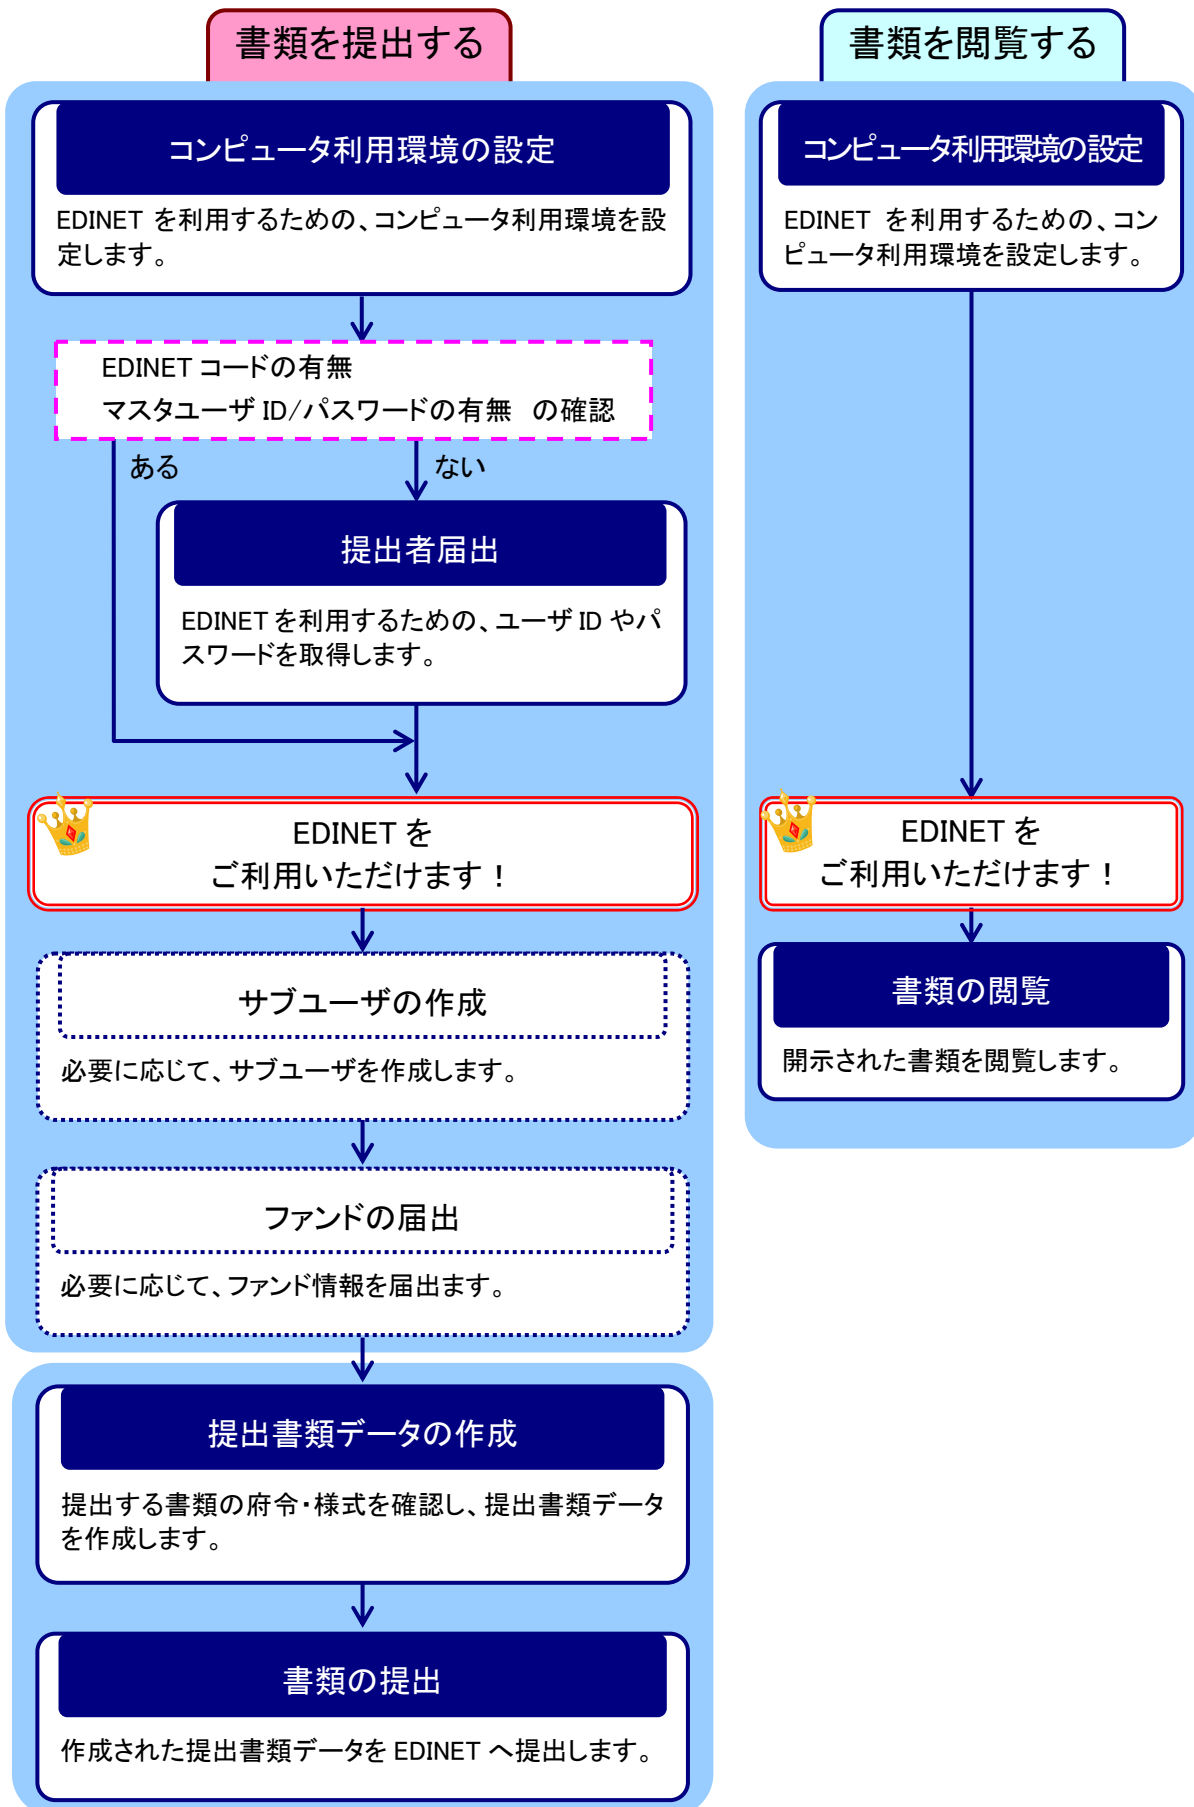 書類を提出する
コンピュータ利用環境の設定
EDINET を利用するための、コンピュータ利用環境を設
定します。
EDINET コードの有無
マスタユーザ ID/パスワードの有無　の確認
ある
ない
提出者届出
EDINET を利用するための、ユーザ ID やパ
スワードを取得します。
EDINET を
ご利用いただけます！
サブユーザの作成
必要に応じて、サブユーザを作成します。
ファンドの届出
必要に応じて、ファンド情報を届出ます。
提出書類データの作成
提出する書類の府令・様式を確認し、提出書類データ
を作成します。
書類の提出
作成された提出書類データを EDINET へ提出します。
書類を閲覧する
コンピュータ利用環境の設定
EDINET を利用するための、コン
ピュータ利用環境を設定します。
EDINET を
ご利用いただけます！
書類の閲覧
開示された書類を閲覧します。